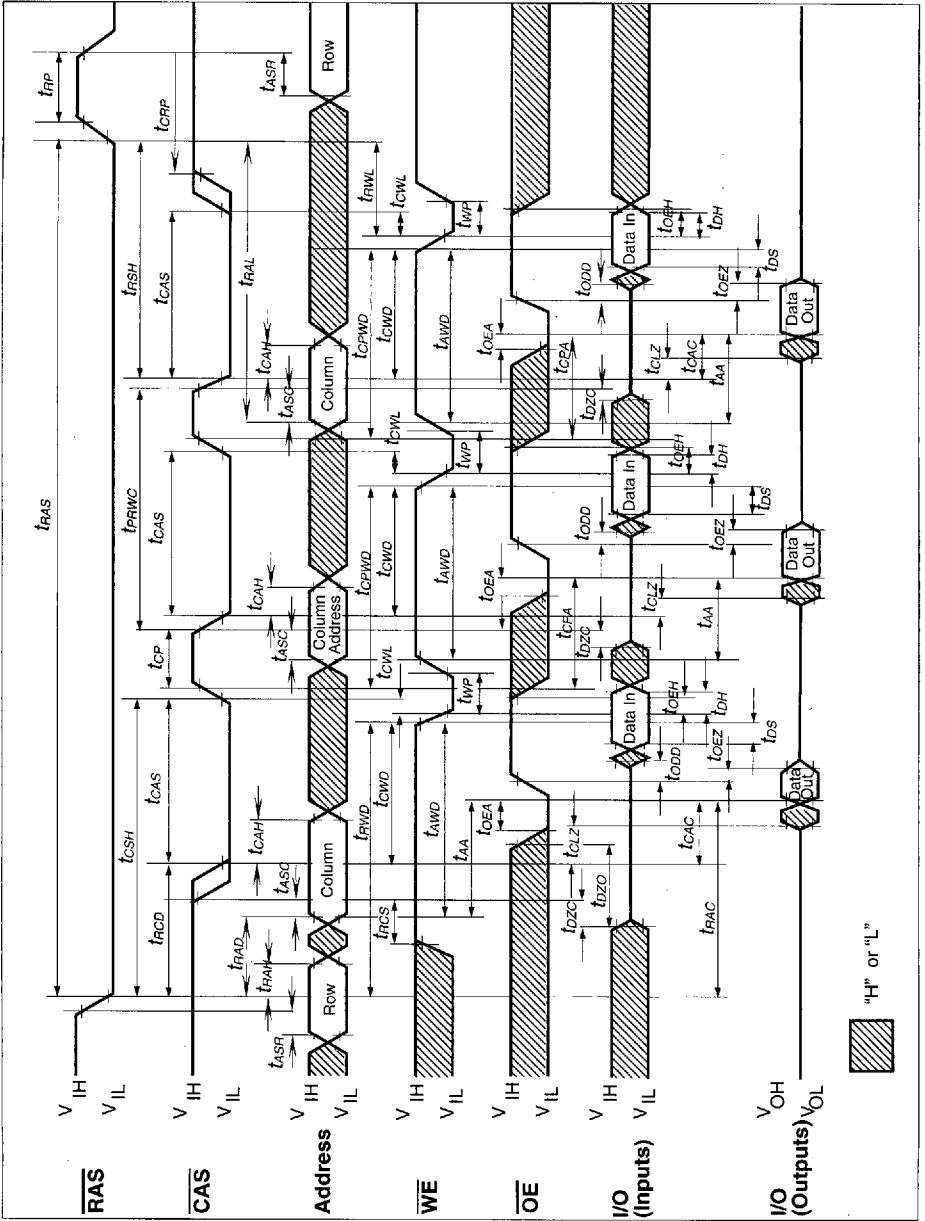 RAS
V IH
V IL
tRAS
tRP
CAS
V IH
V IL
tCSH
tRCD
tCAS
tCP
tPRWC
tCAS
tRSH
tCAS
tCRP
Address
V IH
V IL
tASR
tRAH
tRAD
tASC
tCAH
tASC
tCAH
tASC
tCAH
tRAL
tASR
Row
Column
Column
Address
Column
Row
WE
V IH
V IL
tRCS
tRWD
tCWD
tAWD
tAA
tCWL
tWP
tCPWD
tCWD
tAWD
tCWL
tWP
tCPWD
tCWD
tAWD
tRWL
tCWL
tWP
OE
V IH
V IL
tOEA
tOEA
tCPA
tOEA
tCPA
I/O
(Inputs)
V IH
V IL
tDZC
tDZO
tCLZ
tODD
Data In
tOEH
tDH
tDZC
tCLZ
tODD
Data In
tOEH
tDH
tDZC
tCLZ
tODD
Data In
tOEH
tDH
tRAC
tCAC
tOEZ
tDS
tAA
tOEZ
tDS
tCAC
tAA
tOEZ
tDS
I/O
(Outputs)
VOH
VOL
Data
Out
Data
Out
Data
Out
"H" or "L"